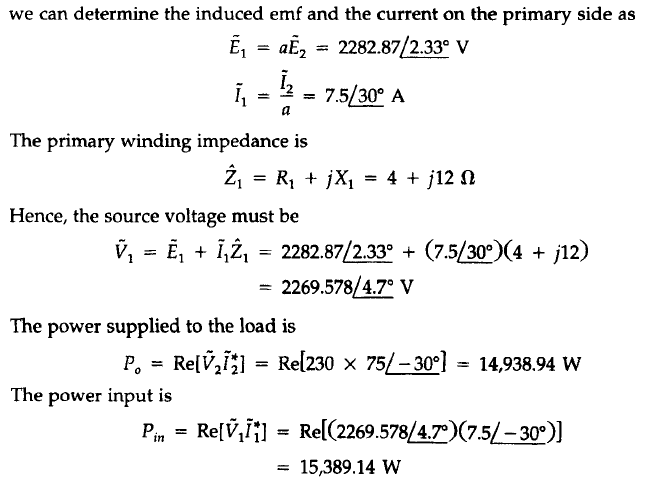 we can determine the induced emf and the current on the primary side as
Ẽ₁ = aẼ₂ = 2282.87/2.33° V
Ĩ₁ = Ĩ₂/a = 7.5/30° A
The primary winding impedance is
Ẑ₁ = R₁ + jX₁ = 4 + j12 Ω
Hence, the source voltage must be
Ṽ₁ = Ẽ₁ + Ĩ₁Ẑ₁ = 2282.87/2.33° + (7.5/30°)(4 + j12)
= 2269.578/4.7° V
The power supplied to the load is
Pₒ = Re[Ṽ₂Ĩ₂*] = Re[230 × 75/−30°] = 14,938.94 W
The power input is
Pᵢₙ = Re[Ṽ₁Ĩ₁*] = Re[(2269.578/4.7°)(7.5/−30°)]
= 15,389.14 W